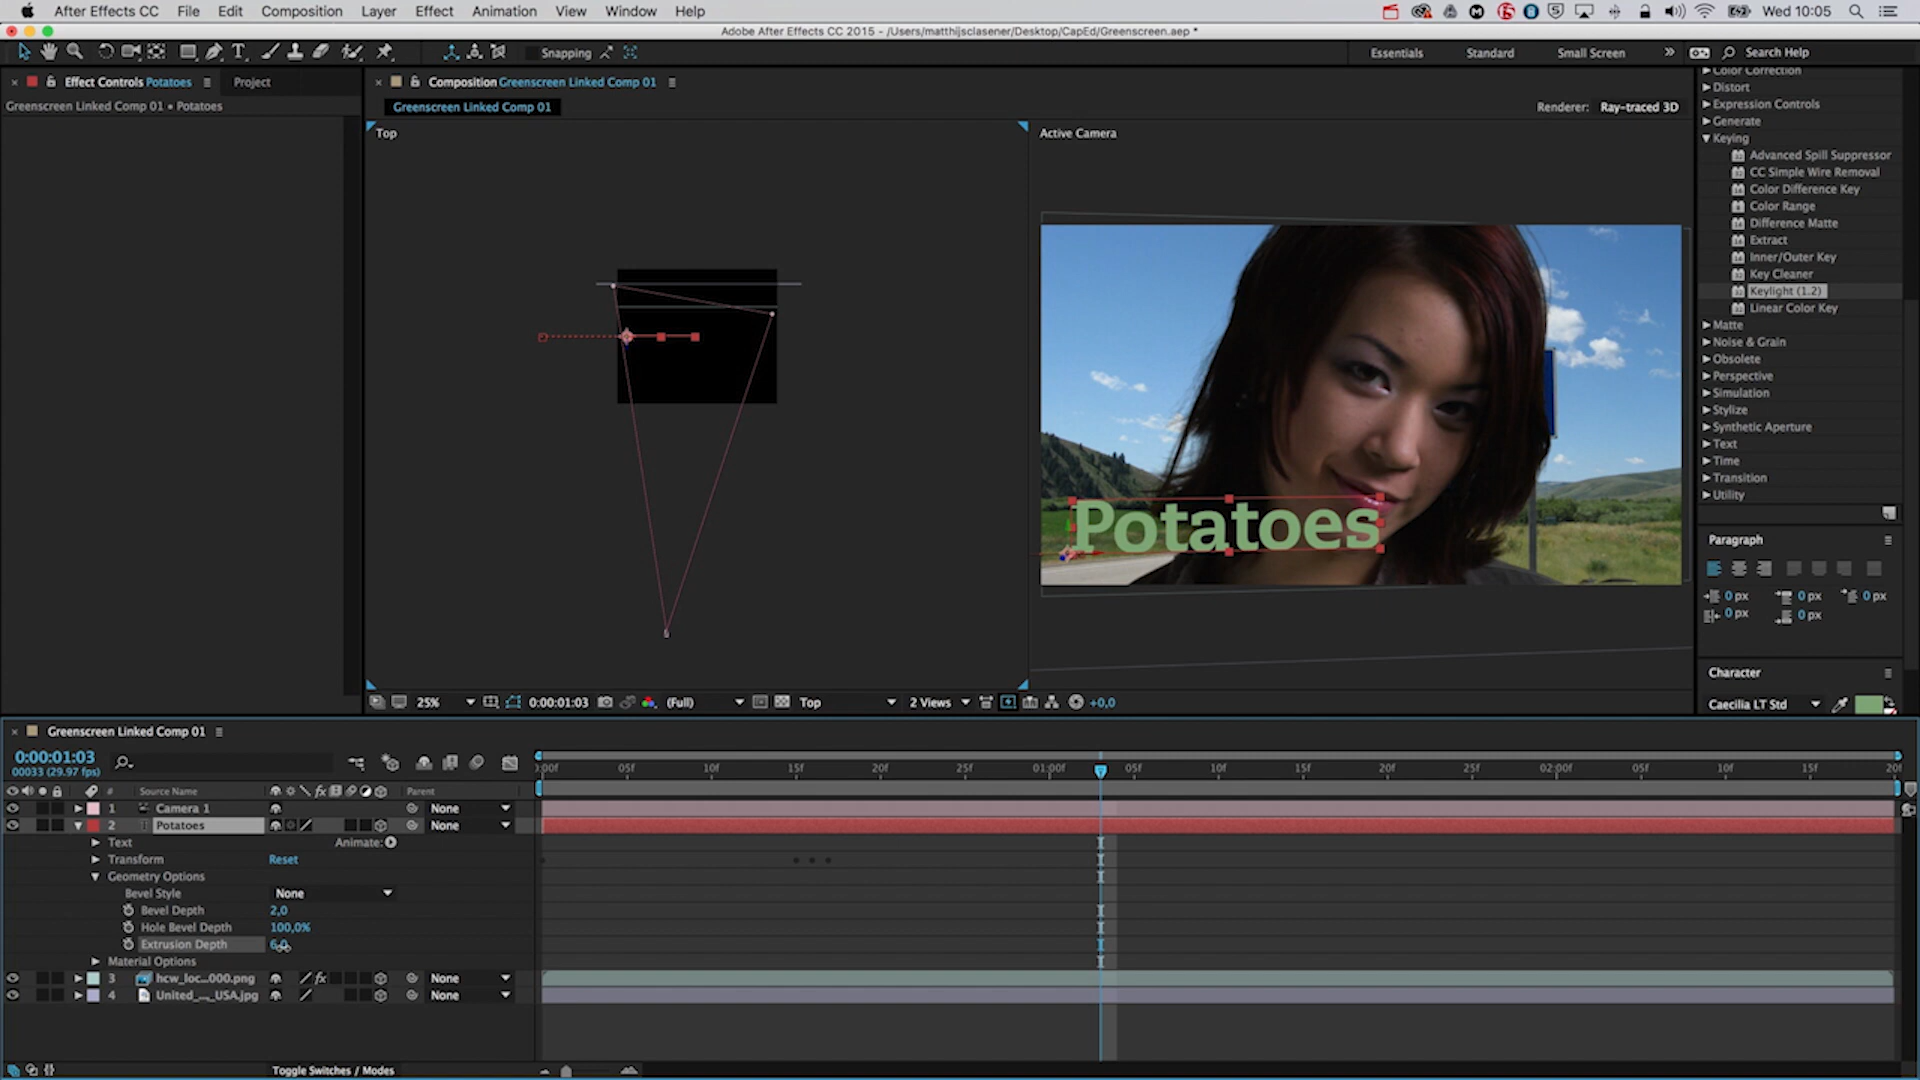 After Effects CC File Edit Composition Layer Effect Animation View Window Help Wed 10:05
Adobe After Effects CC 2015 - /Users/matthijsclasener/Desktop/CapEd/Greenscreen.aep *
Snapping Essentials Standard Small Screen Search Help
Effect Controls Potatoes Project
Greenscreen Linked Comp 01 • Potatoes
Composition Greenscreen Linked Comp 01
Greenscreen Linked Comp 01
Renderer: Ray-traced 3D
Top
Active Camera
Potatoes
25% 0:00:01:03 (Full) Top 2 Views +0,0
Color Correction
Distort
Expression Controls
Generate
Keying
Advanced Spill Suppressor
CC Simple Wire Removal
Color Difference Key
Color Range
Difference Matte
Extract
Inner/Outer Key
Key Cleaner
Keylight (1.2)
Linear Color Key
Matte
Noise & Grain
Obsolete
Perspective
Simulation
Stylize
Synthetic Aperture
Text
Time
Transition
Utility
Paragraph
0 px 0 px 0 px
0 px 0 px
Character
Caecilia LT Std
Greenscreen Linked Comp 01
0:00:01:03
00033 (29.97 fps)
:00f 05f 10f 15f 20f 25f 01:00f 05f 10f 15f 20f 25f 02:00f 05f 10f 15f 20f
# Source Name fx Parent
1 Camera 1 None
2 Potatoes None
Text Animate:
Transform Reset
Geometry Options
Bevel Style None
Bevel Depth 2,0
Hole Bevel Depth 100,0%
Extrusion Depth
Material Options
3 hcw_loc...000.png fx None
4 United_..._USA.jpg None
Toggle Switches / Modes